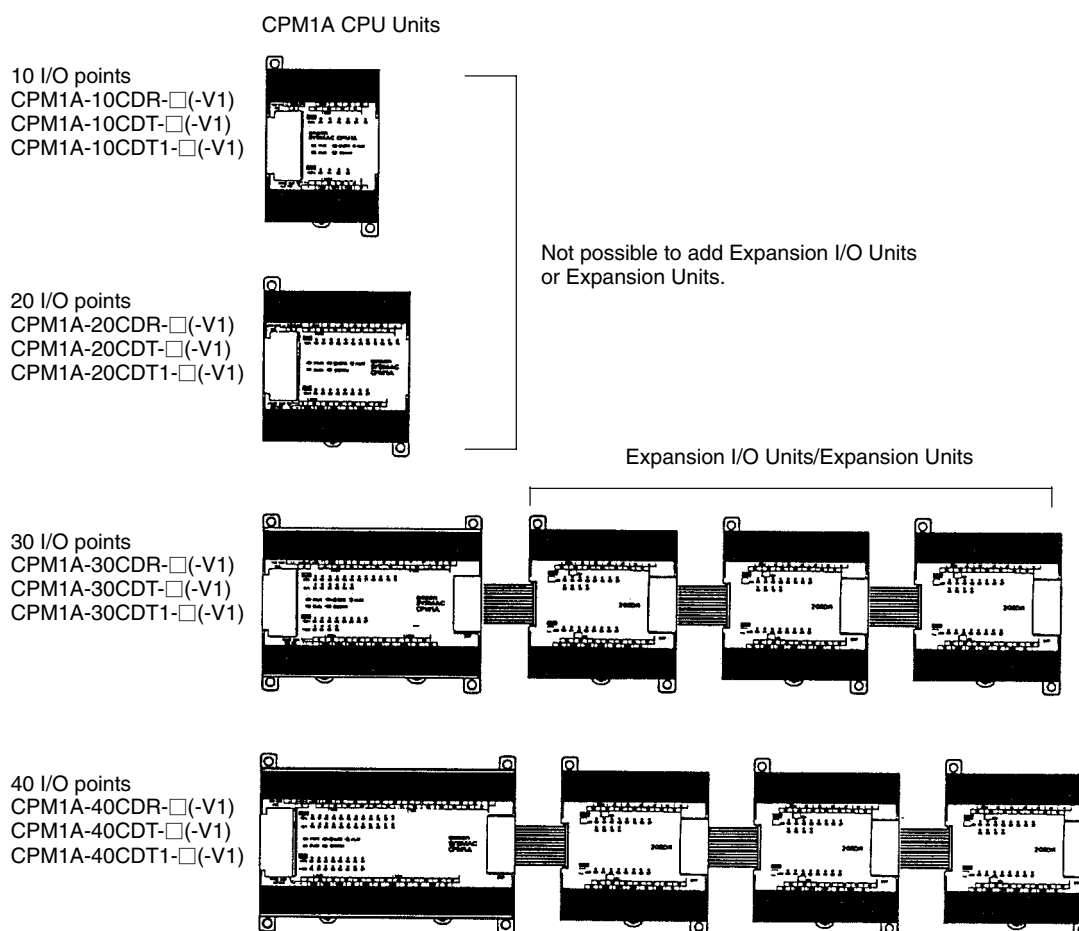 CPM1A CPU Units
10 I/O points
CPM1A-10CDR-□(-V1)
CPM1A-10CDT-□(-V1)
CPM1A-10CDT1-□(-V1)
Not possible to add Expansion I/O Units
or Expansion Units.
20 I/O points
CPM1A-20CDR-□(-V1)
CPM1A-20CDT-□(-V1)
CPM1A-20CDT1-□(-V1)
Expansion I/O Units/Expansion Units
30 I/O points
CPM1A-30CDR-□(-V1)
CPM1A-30CDT-□(-V1)
CPM1A-30CDT1-□(-V1)
40 I/O points
CPM1A-40CDR-□(-V1)
CPM1A-40CDT-□(-V1)
CPM1A-40CDT1-□(-V1)